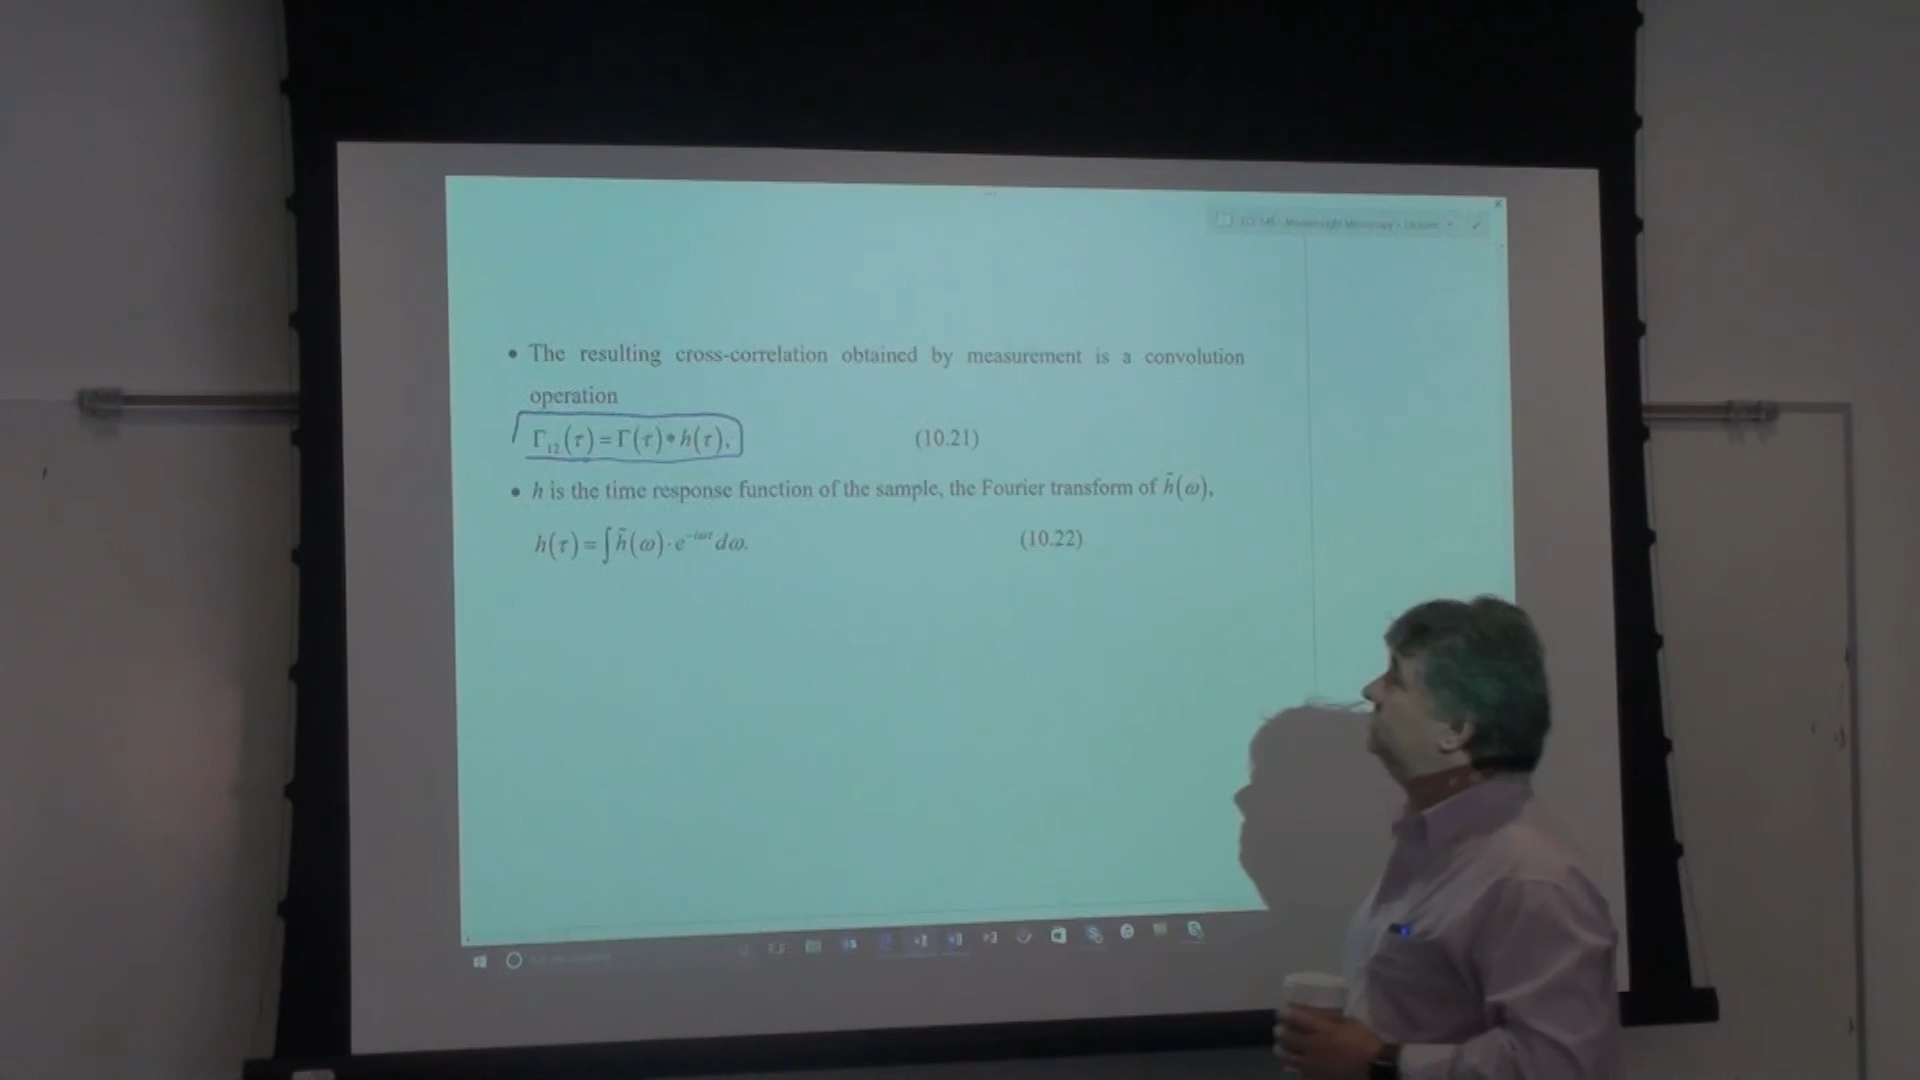 • The resulting cross-correlation obtained by measurement is a convolution
operation
Γ₁₂(τ)=Γ(τ)•h(τ), (10.21)
• h is the time response function of the sample, the Fourier transform of h̃(ω),
h(τ)=∫h̃(ω)·e^{-iωτ}dω. (10.22)